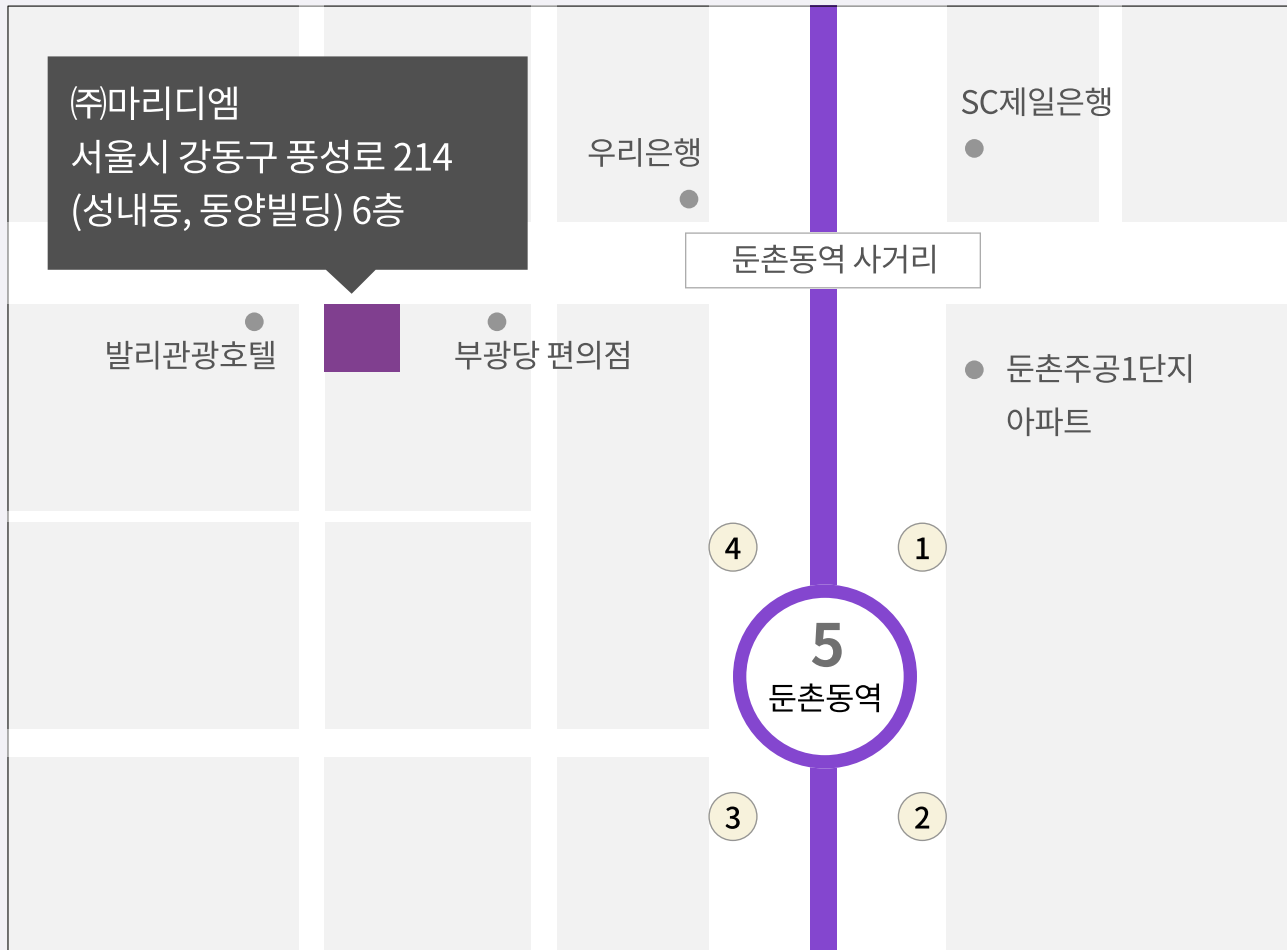 ㈜마리디엠
서울시 강동구 풍성로 214
(성내동, 동양빌딩) 6층
우리은행
SC제일은행
둔촌동역 사거리
발리관광호텔
부광당 편의점
둔촌주공1단지
아파트
4
1
5
둔촌동역
3
2